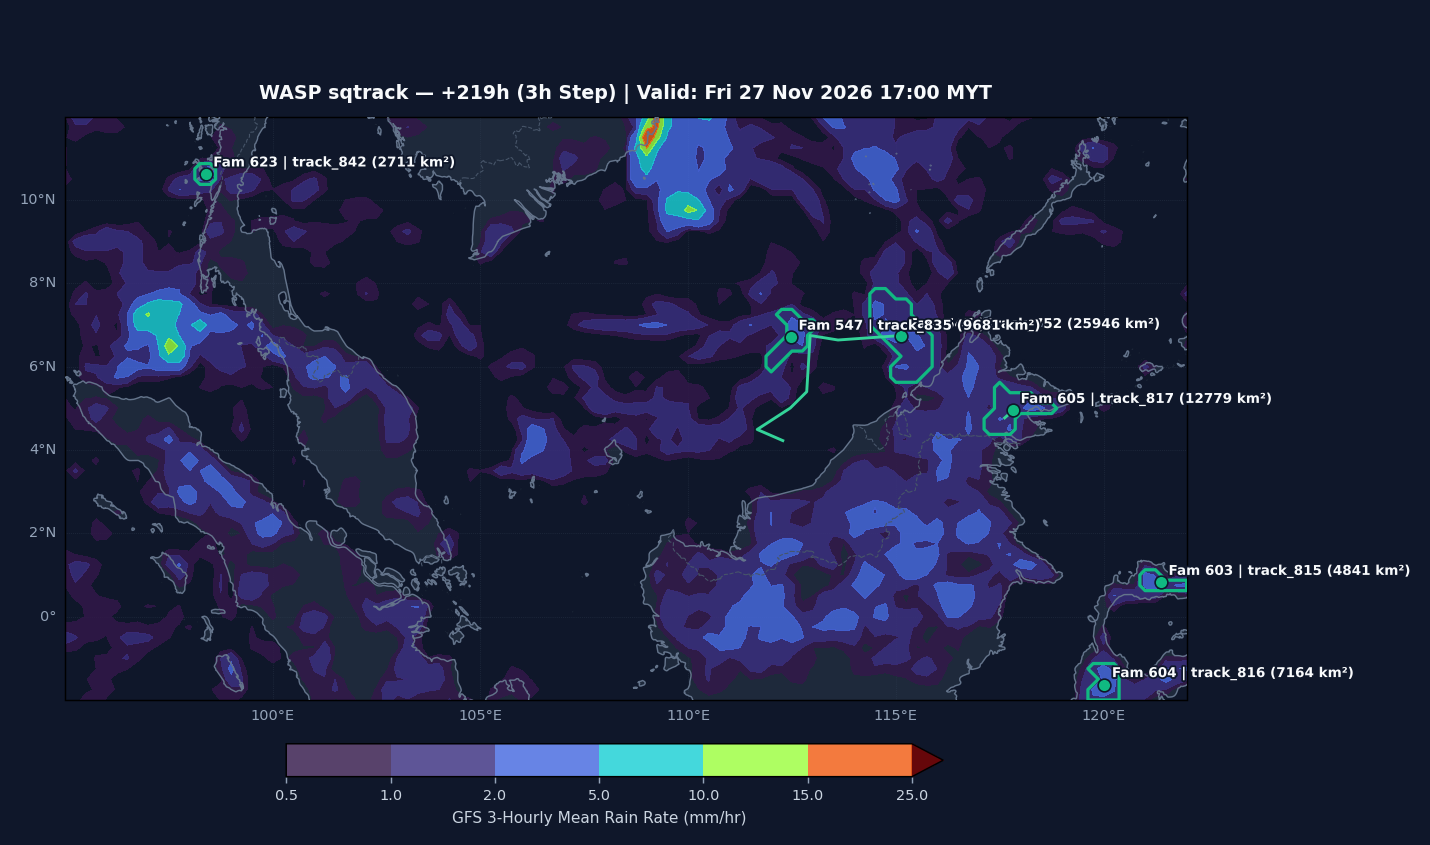 WASP sqtrack — +219h (3h Step) | Valid: Fri 27 Nov 2026 17:00 MYT
Fam 623 | track_842 (2711 km²)
10°N
8°N
Fam 547 | track_835 (9681 km²)
(25946 km²)
6°N
Fam 605 | track_817 (12779 km²)
4°N
2°N
Fam 603 | track_815 (4841 km²)
0°
Fam 604 | track_816 (7164 km²)
100°E 105°E 110°E 115°E 120°E
0.5 1.0 2.0 5.0 10.0 15.0 25.0
GFS 3-Hourly Mean Rain Rate (mm/hr)